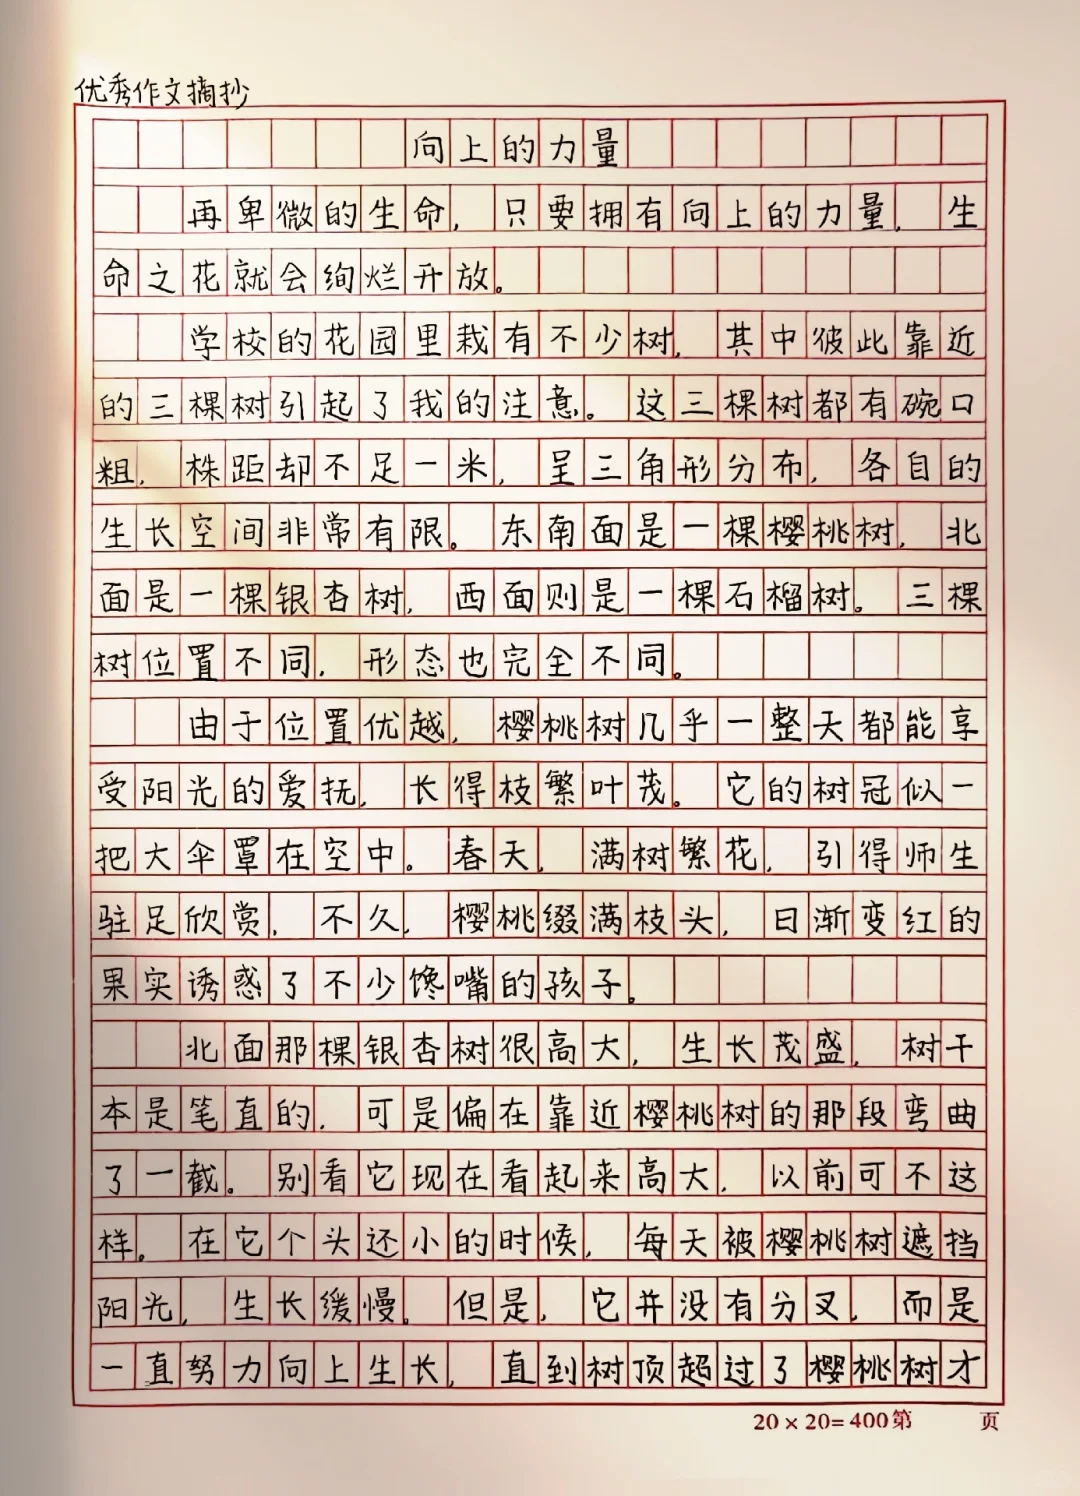 优秀作文摘抄
向上的力量
再卑微的生命，只要拥有向上的力量，生
命之花就会绚烂开放。
学校的花园里栽有不少树，其中彼此靠近
的三棵树引起了我的注意。这三棵树都有碗口
粗，株距却不足一米，呈三角形分布，各自的
生长空间非常有限。东南面是一棵樱桃树，北
面是一棵银杏树，西面则是一棵石榴树。三棵
树位置不同，形态也完全不同。
由于位置优越，樱桃树几乎一整天都能享
受阳光的爱抚，长得枝繁叶茂。它的树冠似一
把大伞罩在空中。春天，满树繁花，引得师生
驻足欣赏，不久，樱桃缀满枝头，日渐变红的
果实诱惑了不少馋嘴的孩子。
北面那棵银杏树很高大，生长茂盛，树干
本是笔直的，可是偏在靠近樱桃树的那段弯曲
了一截。别看它现在看起来高大，以前可不这
样。在它个头还小的时候，每天被樱桃树遮挡
阳光，生长缓慢。但是，它并没有分叉，而是
一直努力向上生长，直到树顶超过了樱桃树才
20×20=400第 页